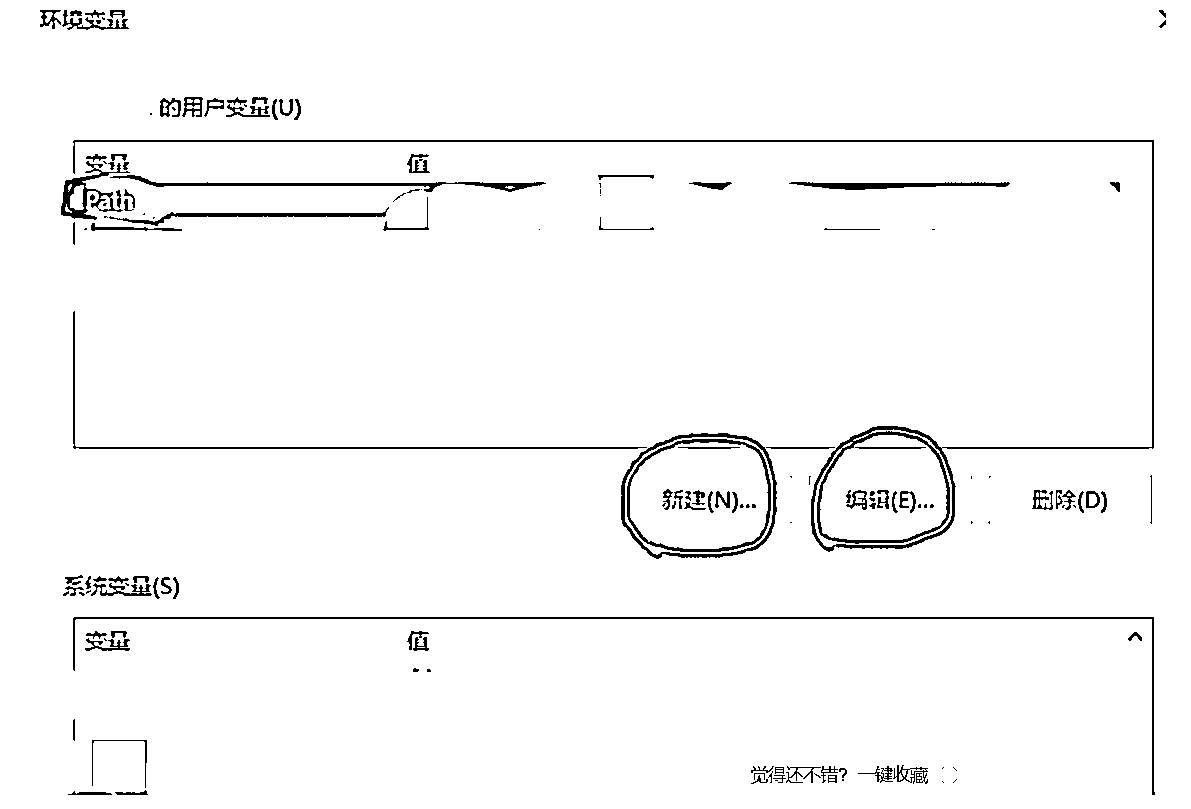 环境变量
的用户变量(U)
变量 值
Path
新建(N)... 编辑(E)... 删除(D)
系统变量(S)
变量 值
觉得还不错? 一键收藏